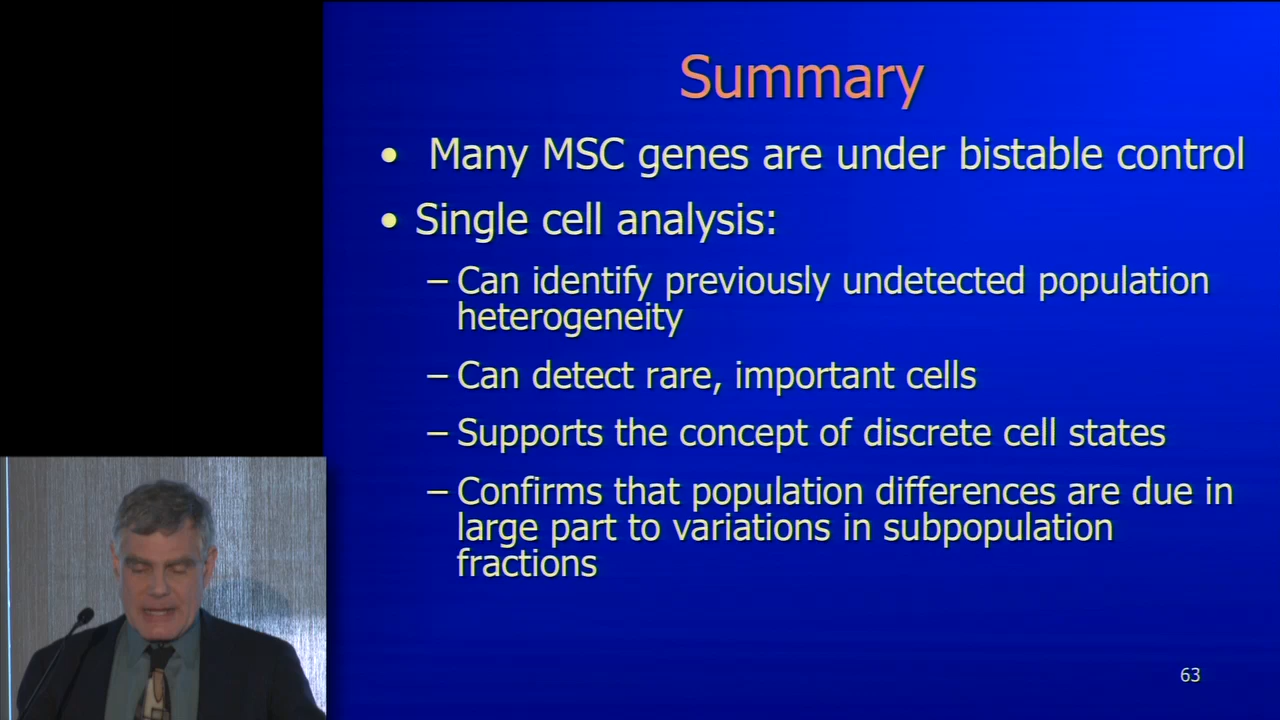 Summary
• Many MSC genes are under bistable control
• Single cell analysis:
– Can identify previously undetected population
heterogeneity
– Can detect rare, important cells
– Supports the concept of discrete cell states
– Confirms that population differences are due in
large part to variations in subpopulation
fractions
63